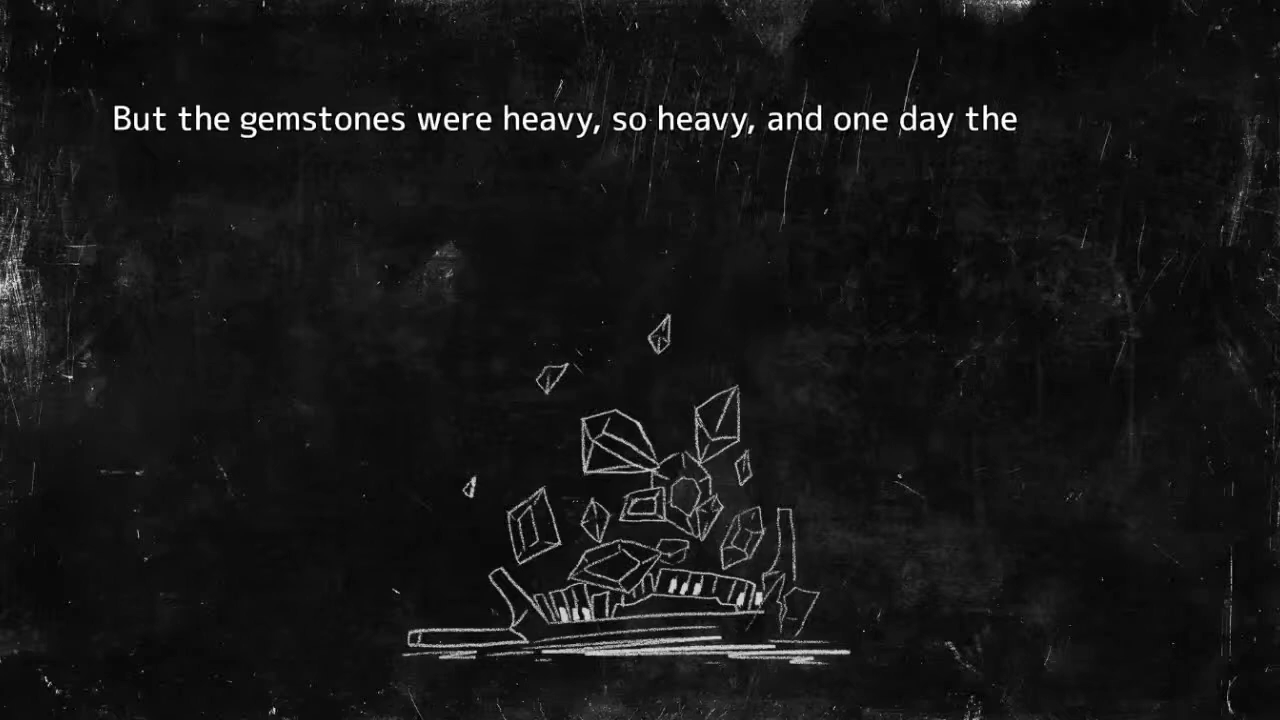 But the gemstones were heavy, so heavy, and one day the